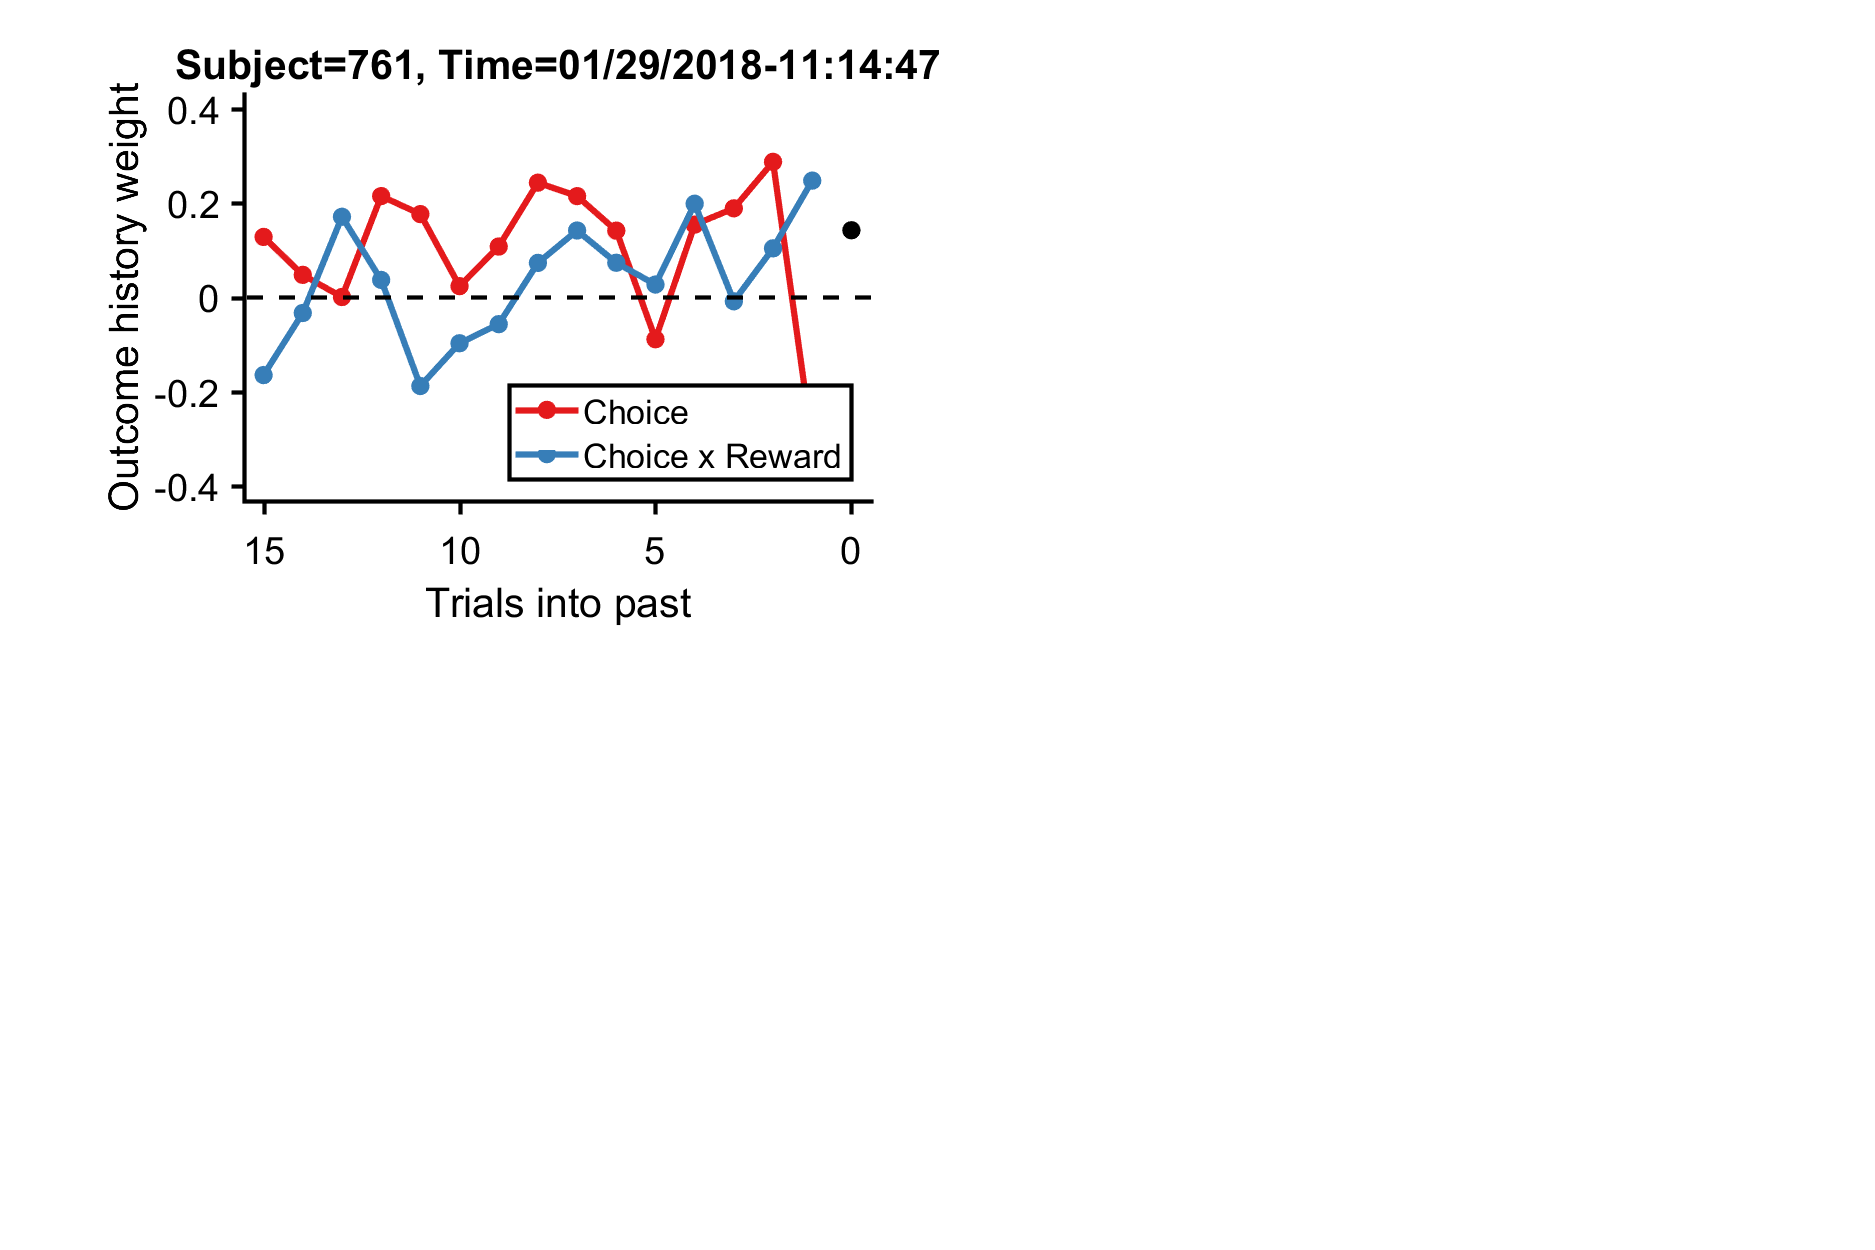 Subject=761, Time=01/29/2018-11:14:47
Outcome history weight
0.4
0.2
0
-0.2
-0.4
Choice
Choice x Reward
15 10 5 0
Trials into past